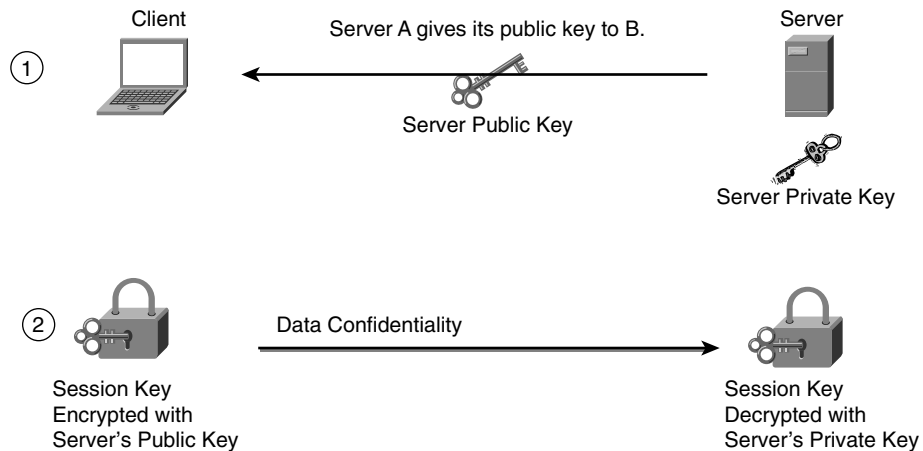 Client
Server A gives its public key to B.
Server
1
Server Public Key
Server Private Key
2
Data Confidentiality
Session Key
Encrypted with
Server's Public Key
Session Key
Decrypted with
Server's Private Key